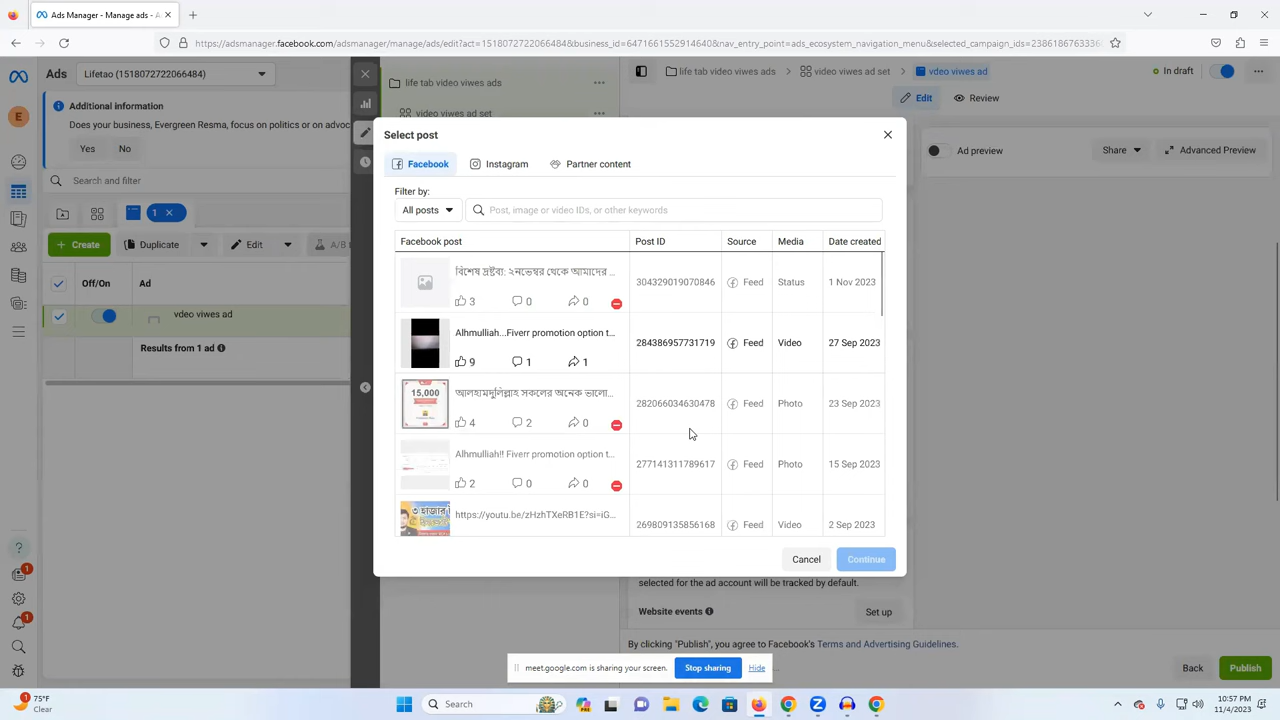 Ads Manager - Manage ads - A
https://adsmanager.facebook.com/adsmanager/manage/ads/edit?act=1518072722066484&business_id=6471661552914640&nav_entry_point=ads_ecosystem_navigation_menu&selected_campaign_ids=2386186763336
Ads
Lifetao (1518072722066484)
life tab video viwes ads
video viwes ad set
life tab video viwes ads
video viwes ad set
vdeo viwes ad
In draft
Edit
Review
Additional information
Does your business, Evergreen Resma, focus on politics or an advoc
Yes
No
Search and filter
1
Create
Duplicate
Edit
A/B
Off/On
Ad
vdeo viwes ad
Results from 1 ad
E
Ad preview
Share
Advanced Preview
Select post
Facebook
Instagram
Partner content
Filter by:
All posts
Post, image or video IDs, or other keywords
Facebook post
Post ID
Source
Media
Date created
বিশেষ দ্রষ্টব্য: ২নভেম্বর থেকে আমাদের ...
3
0
0
304329019070846
Feed
Status
1 Nov 2023
Alhmulliah...Fiverr promotion option t...
9
1
1
284386957731719
Feed
Video
27 Sep 2023
15,000
আলহামদুলিল্লাহ সকলের অনেক ভালো...
4
2
0
282066034630478
Feed
Photo
23 Sep 2023
Alhmulliah!! Fiverr promotion option t...
2
0
0
277141311789617
Feed
Photo
15 Sep 2023
৩ হাজার
https://youtu.be/zHzhTXeRB1E?si=iG...
269809135856168
Feed
Video
2 Sep 2023
Cancel
Continue
selected for the ad account will be tracked by default.
Website events
Set up
By clicking "Publish", you agree to Facebook's Terms and Advertising Guidelines.
Back
Publish
meet.google.com is sharing your screen.
Stop sharing
Hide
1
1
1
75°F
Clear
Search
10:57 PM
11/4/2023